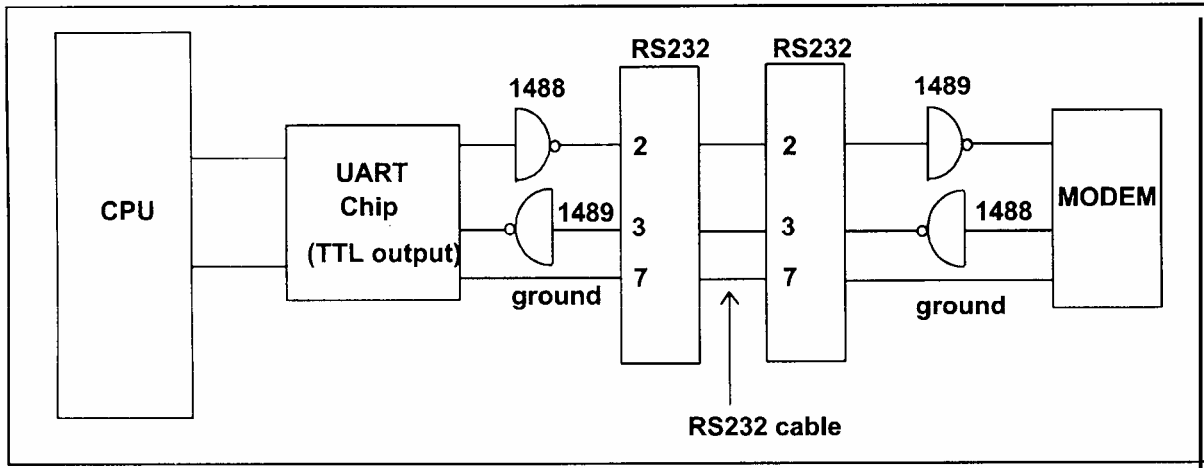 RS232
RS232
1488
1489
2
2
UART
Chip
(TTL output)
CPU
1489
3
3
1488
MODEM
7
7
ground
ground
RS232 cable